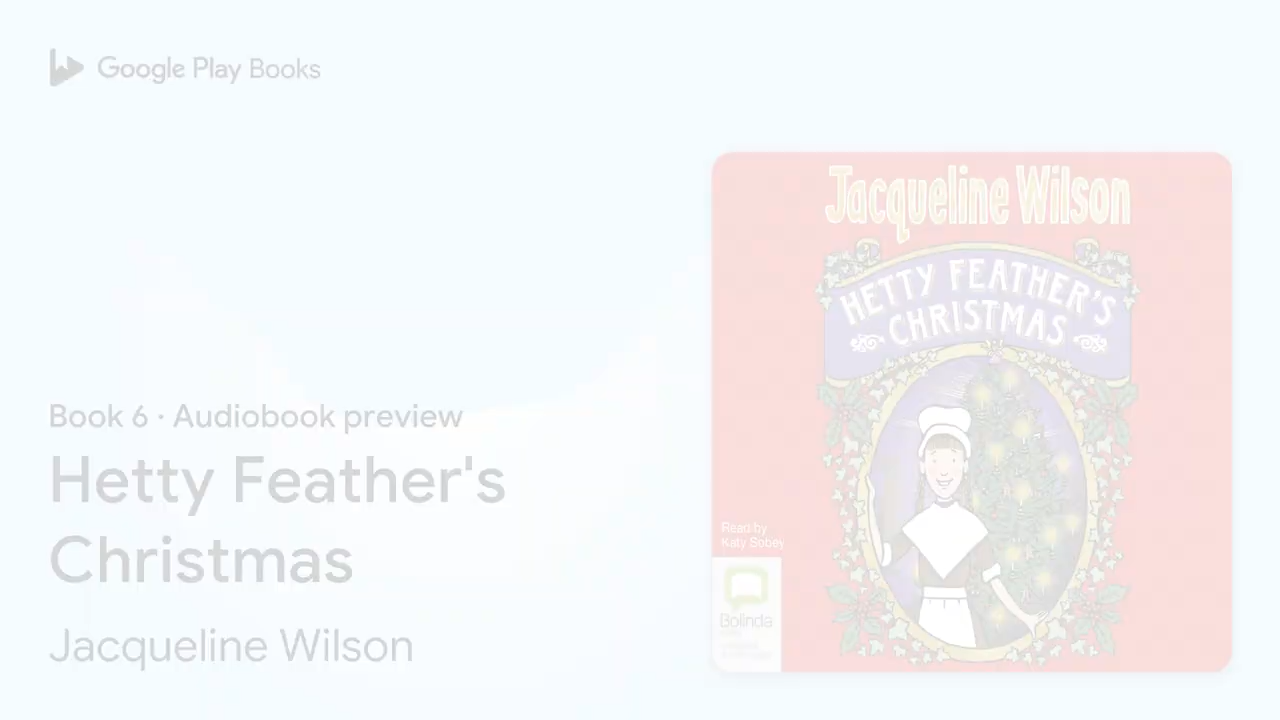 Google Play Books
Book 6 · Audiobook preview
Hetty Feather's
Christmas
Jacqueline Wilson
Jacqueline Wilson
HETTY FEATHER'S
CHRISTMAS
Read by
Katy Sobey
Bolinda